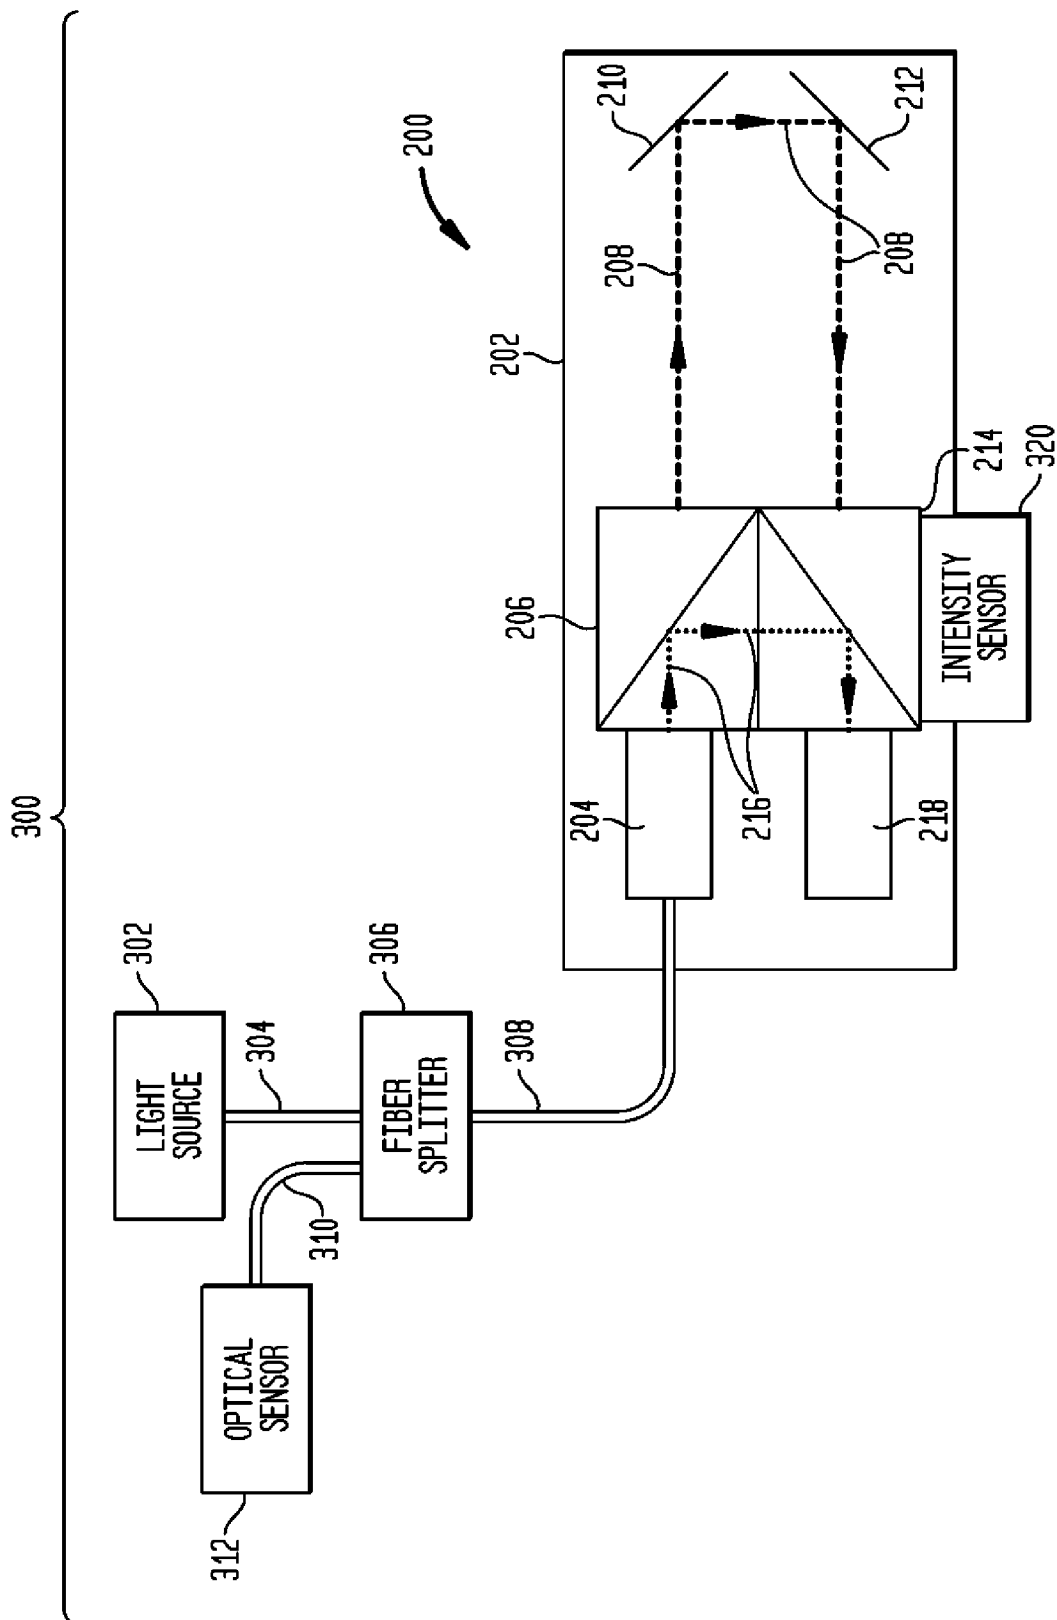 300
200
302
LIGHT
SOURCE
304
306
FIBER
SPLITTER
308
310
OPTICAL
SENSOR
312
202
204
206
208
208
210
212
214
216
218
INTENSITY
SENSOR
320